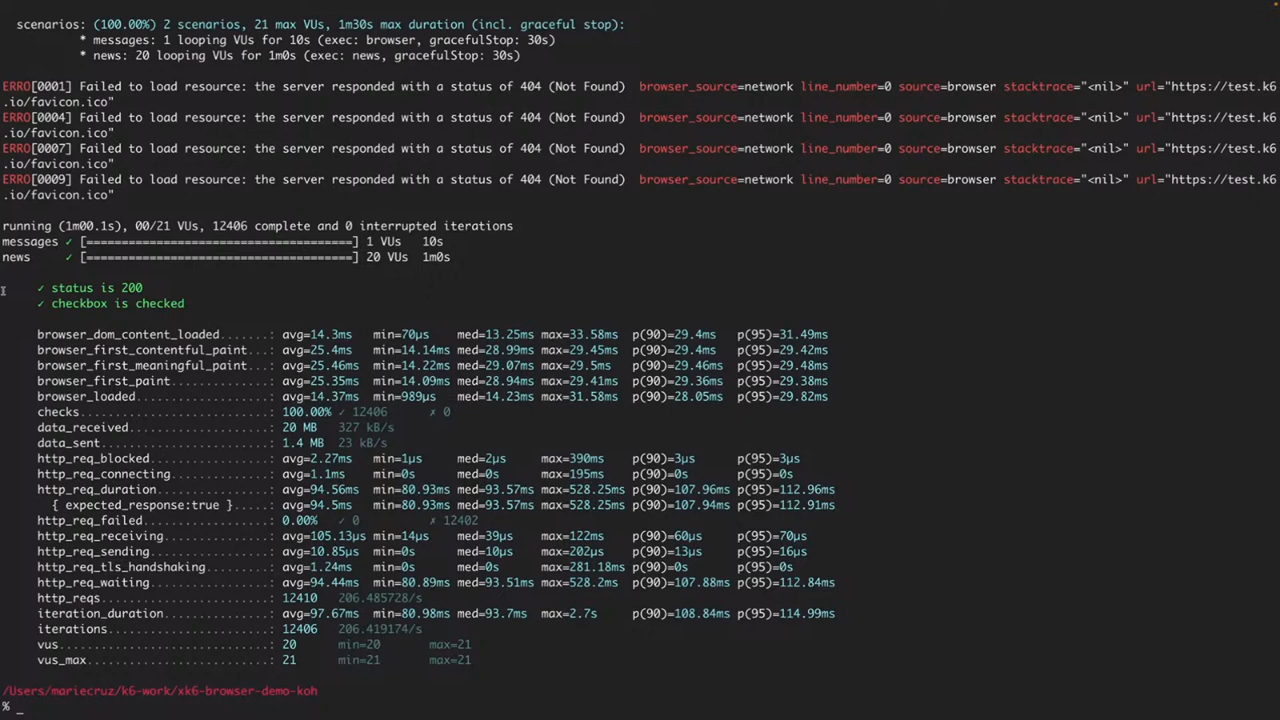 scenarios: (100.00%) 2 scenarios, 21 max VUs, 1m30s max duration (incl. graceful stop):
* messages: 1 looping VUs for 10s (exec: browser, gracefulStop: 30s)
* news: 20 looping VUs for 1m0s (exec: news, gracefulStop: 30s)
ERRO[0001] Failed to load resource: the server responded with a status of 404 (Not Found)  browser_source=network line_number=0 source=browser stacktrace="<nil>" url="https://test.k6
.io/favicon.ico"
ERRO[0004] Failed to load resource: the server responded with a status of 404 (Not Found)  browser_source=network line_number=0 source=browser stacktrace="<nil>" url="https://test.k6
.io/favicon.ico"
ERRO[0007] Failed to load resource: the server responded with a status of 404 (Not Found)  browser_source=network line_number=0 source=browser stacktrace="<nil>" url="https://test.k6
.io/favicon.ico"
ERRO[0009] Failed to load resource: the server responded with a status of 404 (Not Found)  browser_source=network line_number=0 source=browser stacktrace="<nil>" url="https://test.k6
.io/favicon.ico"
running (1m00.1s), 00/21 VUs, 12406 complete and 0 interrupted iterations
messages ✓ [======================================] 1 VUs   10s
news     ✓ [======================================] 20 VUs  1m0s
✓ status is 200
✓ checkbox is checked
browser_dom_content_loaded.......: avg=14.3ms   min=70µs    med=13.25ms max=33.58ms  p(90)=29.4ms   p(95)=31.49ms
browser_first_contentful_paint...: avg=25.4ms   min=14.14ms med=28.99ms max=29.45ms  p(90)=29.4ms   p(95)=29.42ms
browser_first_meaningful_paint...: avg=25.46ms  min=14.22ms med=29.07ms max=29.5ms   p(90)=29.46ms  p(95)=29.48ms
browser_first_paint..............: avg=25.35ms  min=14.09ms med=28.94ms max=29.41ms  p(90)=29.36ms  p(95)=29.38ms
browser_loaded...................: avg=14.37ms  min=989µs   med=14.23ms max=31.58ms  p(90)=28.05ms  p(95)=29.82ms
checks...........................: 100.00% ✓ 12406      ✗ 0
data_received....................: 20 MB   327 kB/s
data_sent........................: 1.4 MB  23 kB/s
http_req_blocked.................: avg=2.27ms   min=1µs     med=2µs     max=390ms    p(90)=3µs      p(95)=3µs
http_req_connecting..............: avg=1.1ms    min=0s      med=0s      max=195ms    p(90)=0s       p(95)=0s
http_req_duration................: avg=94.56ms  min=80.93ms med=93.57ms max=528.25ms p(90)=107.96ms p(95)=112.96ms
{ expected_response:true }.....: avg=94.5ms   min=80.93ms med=93.57ms max=528.25ms p(90)=107.94ms p(95)=112.91ms
http_req_failed..................: 0.00%   ✓ 0          ✗ 12402
http_req_receiving...............: avg=105.13µs min=14µs    med=39µs    max=122ms    p(90)=60µs     p(95)=70µs
http_req_sending.................: avg=10.85µs  min=0s      med=10µs    max=202µs    p(90)=13µs     p(95)=16µs
http_req_tls_handshaking.........: avg=1.24ms   min=0s      med=0s      max=281.18ms p(90)=0s       p(95)=0s
http_req_waiting.................: avg=94.44ms  min=80.89ms med=93.51ms max=528.2ms  p(90)=107.88ms p(95)=112.84ms
http_reqs........................: 12410   206.485728/s
iteration_duration...............: avg=97.67ms  min=80.98ms med=93.7ms  max=2.7s     p(90)=108.84ms p(95)=114.99ms
iterations.......................: 12406   206.419174/s
vus..............................: 20      min=20       max=21
vus_max..........................: 21      min=21       max=21
/Users/mariecruz/k6-work/xk6-browser-demo-koh
% _